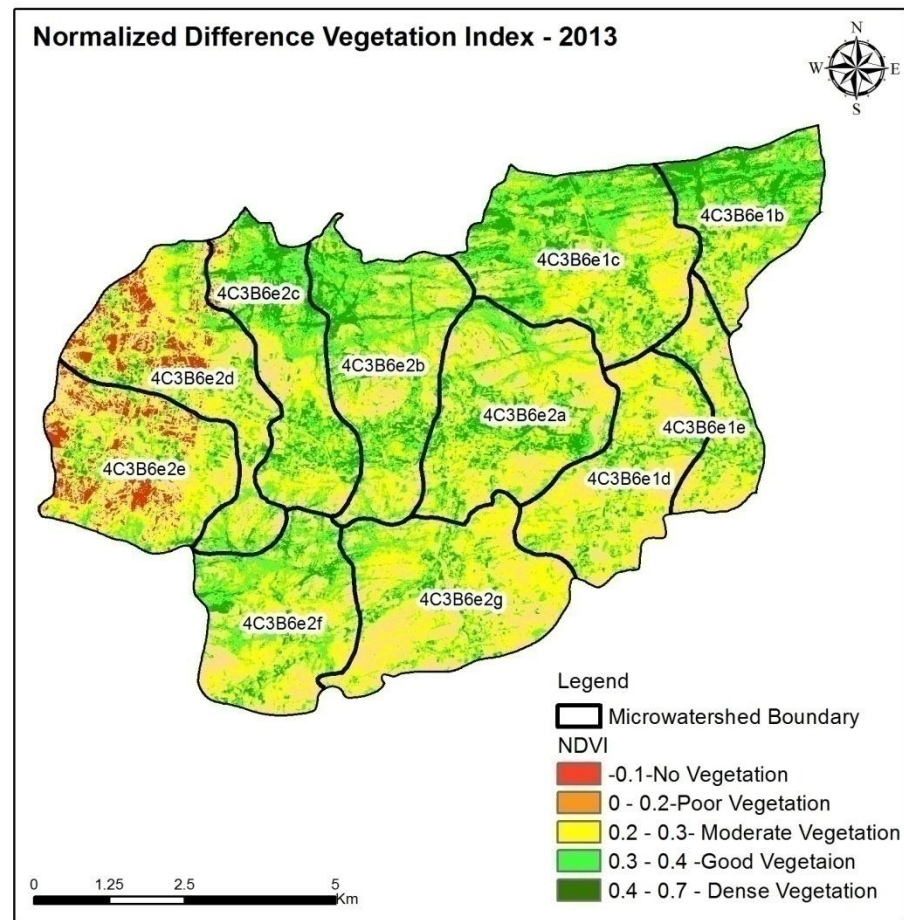 Normalized Difference Vegetation Index - 2013
N
W E
S
4C3B6e1b
4C3B6e1c
4C3B6e2c
4C3B6e2b
4C3B6e2d
4C3B6e2a
4C3B6e1e
4C3B6e2e
4C3B6e1d
4C3B6e2g
4C3B6e2f
Legend
Microwatershed Boundary
NDVI
-0.1-No Vegetation
0 - 0.2-Poor Vegetation
0.2 - 0.3- Moderate Vegetation
0.3 - 0.4 -Good Vegetaion
0.4 - 0.7 - Dense Vegetation
0 1.25 2.5 5
Km